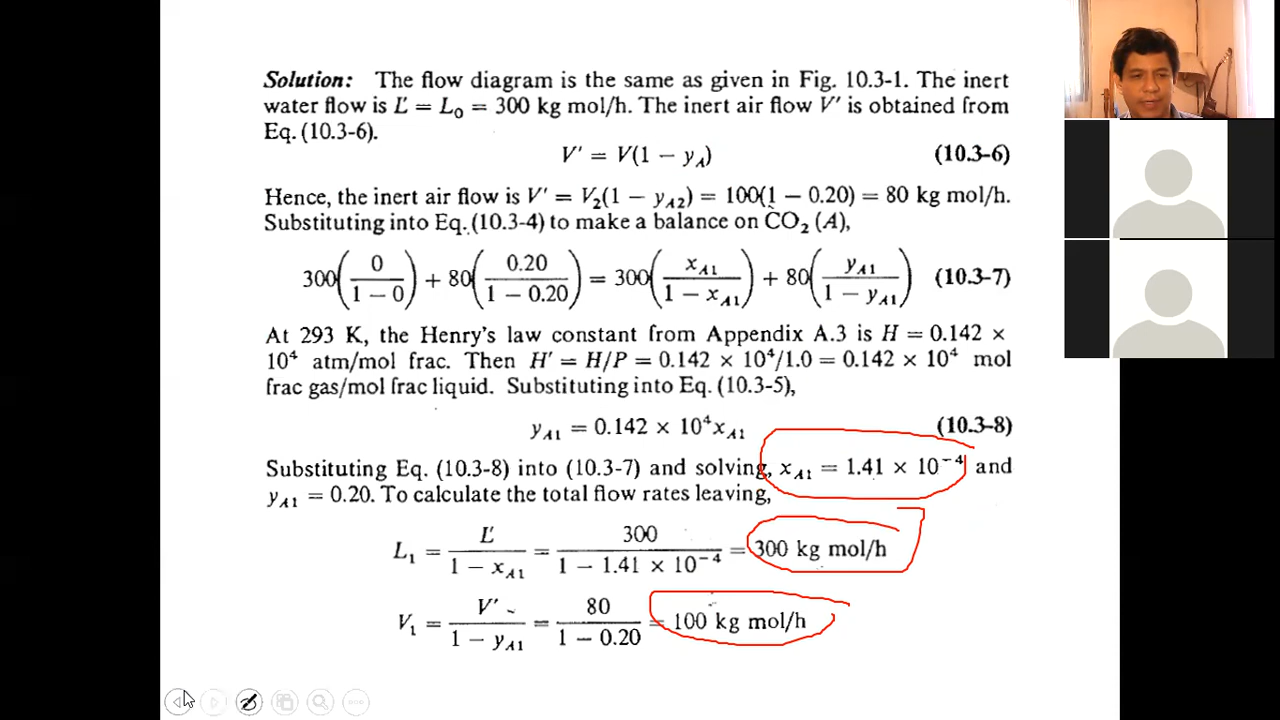 Solution: The flow diagram is the same as given in Fig. 10.3-1. The inert
water flow is L' = L₀ = 300 kg mol/h. The inert air flow V' is obtained from
Eq. (10.3-6).
V' = V(1 − y_A) (10.3-6)
Hence, the inert air flow is V' = V₂(1 − y_A2) = 100(1 − 0.20) = 80 kg mol/h.
Substituting into Eq. (10.3-4) to make a balance on CO₂ (A),
300(0/(1 − 0)) + 80(0.20/(1 − 0.20)) = 300(x_A1/(1 − x_A1)) + 80(y_A1/(1 − y_A1)) (10.3-7)
At 293 K, the Henry's law constant from Appendix A.3 is H = 0.142 ×
10⁴ atm/mol frac. Then H' = H/P = 0.142 × 10⁴/1.0 = 0.142 × 10⁴ mol
frac gas/mol frac liquid. Substituting into Eq. (10.3-5),
y_A1 = 0.142 × 10⁴x_A1 (10.3-8)
Substituting Eq. (10.3-8) into (10.3-7) and solving, x_A1 = 1.41 × 10⁻⁴ and
y_A1 = 0.20. To calculate the total flow rates leaving,
L₁ = L'/(1 − x_A1) = 300/(1 − 1.41 × 10⁻⁴) = 300 kg mol/h
V₁ = V'/(1 − y_A1) = 80/(1 − 0.20) = 100 kg mol/h